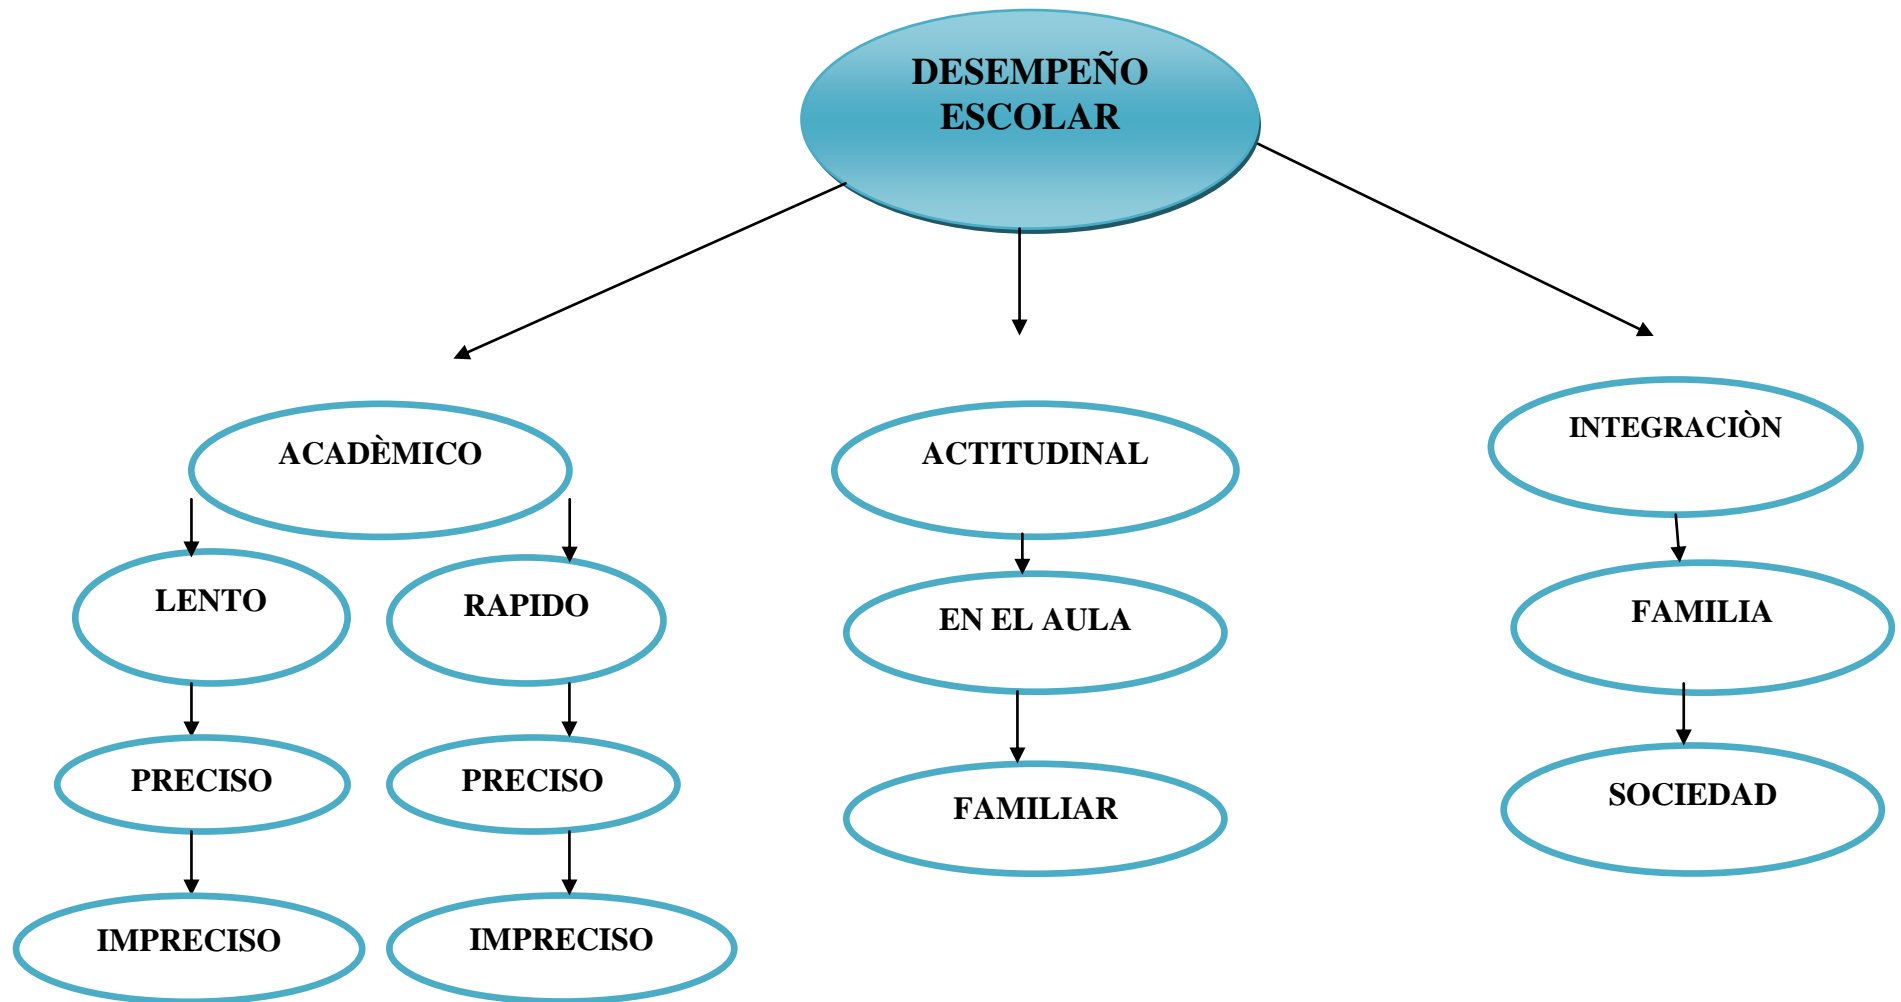 DESEMPEÑO
ESCOLAR
ACADÈMICO
ACTITUDINAL
INTEGRACIÒN
LENTO
RAPIDO
EN EL AULA
FAMILIA
PRECISO
PRECISO
FAMILIAR
SOCIEDAD
IMPRECISO
IMPRECISO